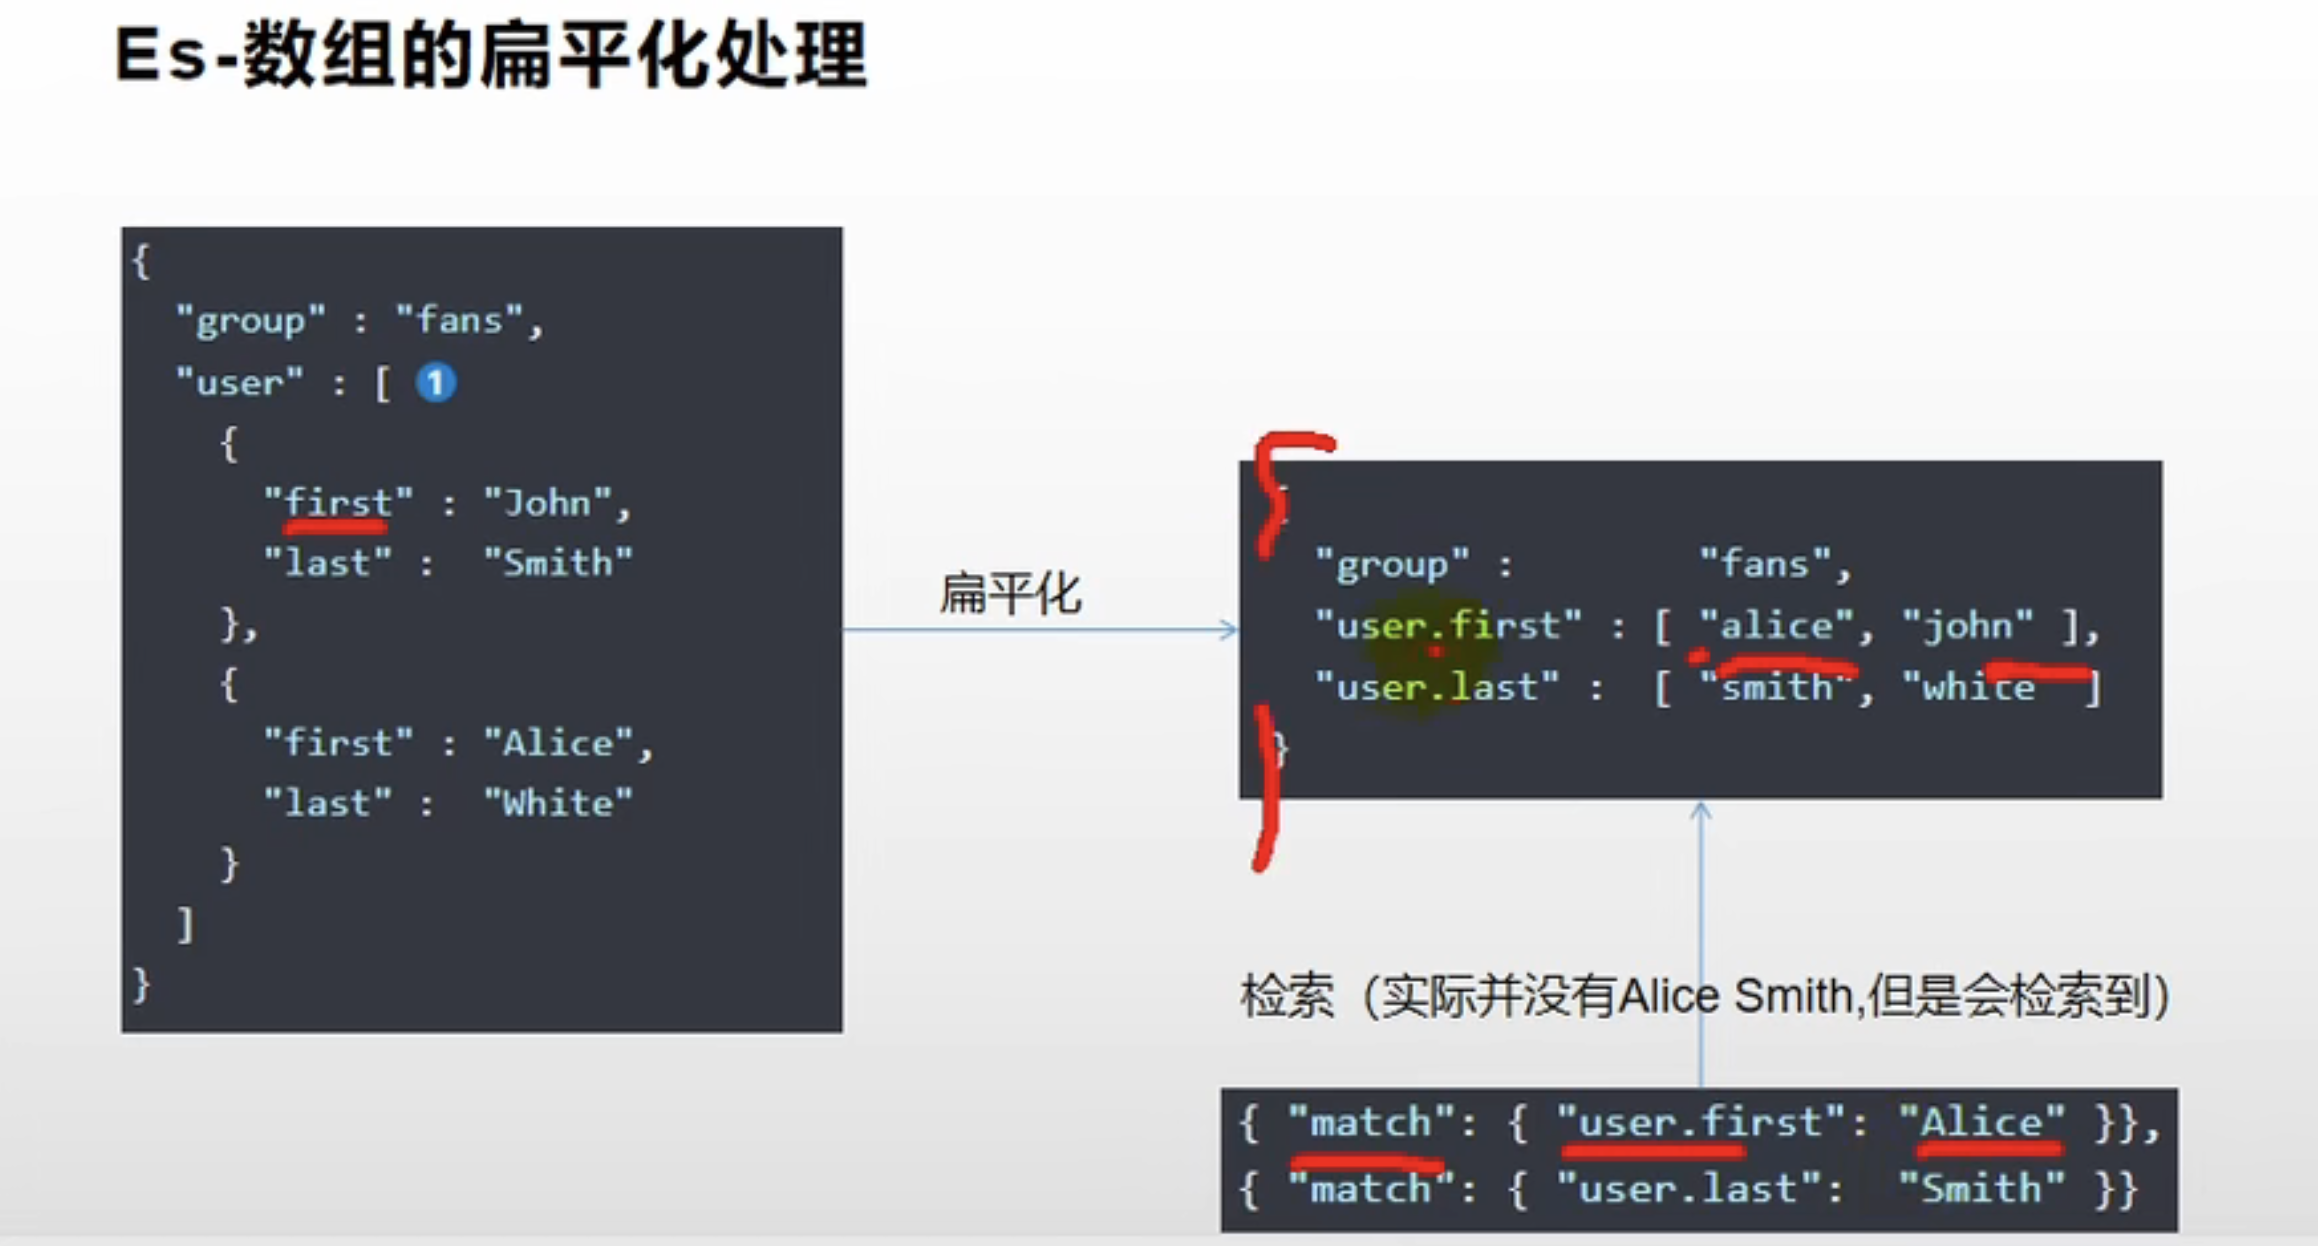 Es-数组的扁平化处理
{
"group" : "fans",
"user" : [ 1
{
"first" : "John",
"last" : "Smith"
},
{
"first" : "Alice",
"last" : "White"
}
]
}
扁平化
{
"group" : "fans",
"user.first" : [ "alice", "john" ],
"user.last" : [ "smith", "white" ]
}
检索（实际并没有Alice Smith,但是会检索到）
{ "match": { "user.first": "Alice" }},
{ "match": { "user.last": "Smith" }}